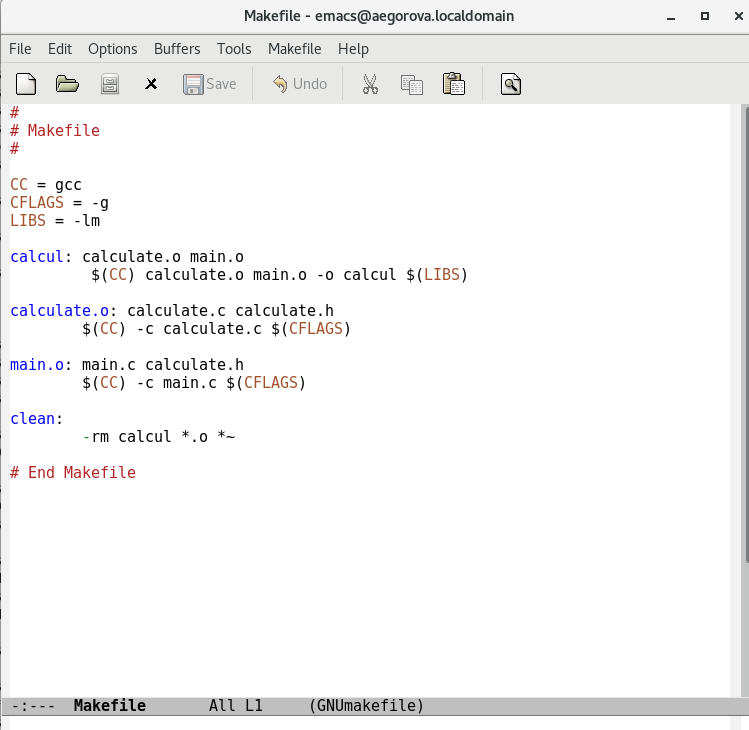 Makefile - emacs@aegorova.localdomain
File Edit Options Buffers Tools Makefile Help
Save Undo
#
# Makefile
#
CC = gcc
CFLAGS = -g
LIBS = -lm
calcul: calculate.o main.o
$(CC) calculate.o main.o -o calcul $(LIBS)
calculate.o: calculate.c calculate.h
$(CC) -c calculate.c $(CFLAGS)
main.o: main.c calculate.h
$(CC) -c main.c $(CFLAGS)
clean:
-rm calcul *.o *~
# End Makefile
-:--- Makefile All L1 (GNUmakefile)